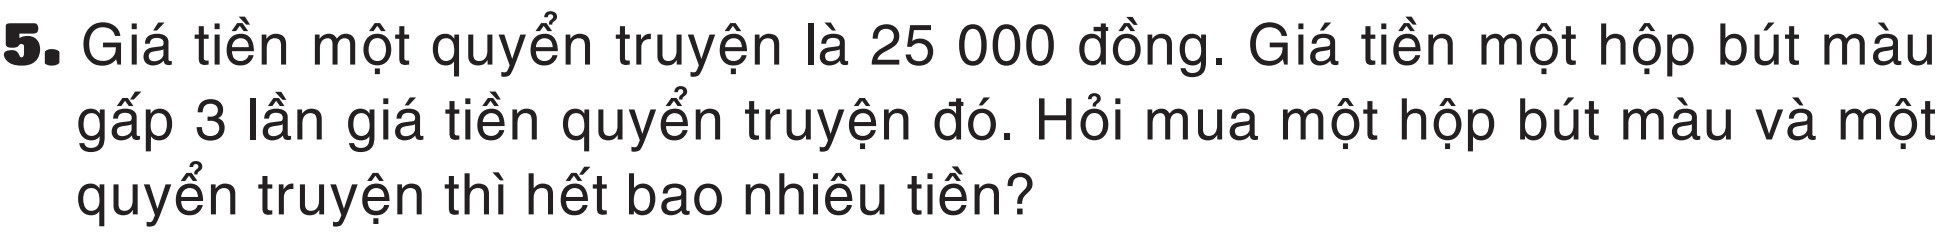 5. Giá tiền một quyển truyện là 25 000 đồng. Giá tiền một hộp bút màu
gấp 3 lần giá tiền quyển truyện đó. Hỏi mua một hộp bút màu và một
quyển truyện thì hết bao nhiêu tiền?